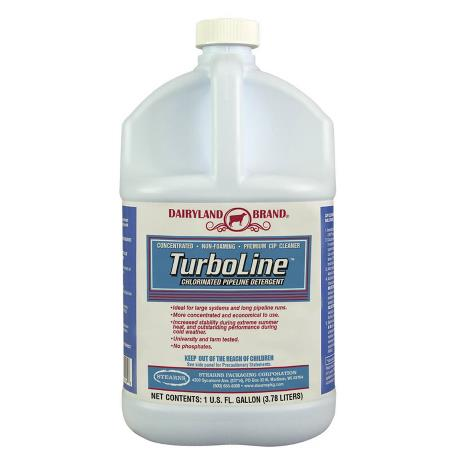 DAIRYLAND BRAND®
CONCENTRATED • NON-FOAMING • PREMIUM CIP CLEANER
TurboLine™
CHLORINATED PIPELINE DETERGENT
• Ideal for large systems and long pipeline runs.
• More concentrated and economical to use.
• Increased stability during extreme summer
heat, and outstanding performance during
cold weather.
• University and farm tested.
• No phosphates.
KEEP OUT OF THE REACH OF CHILDREN
See side panel for Precautionary Statements.
STEARNS
STEARNS PACKAGING CORPORATION
4200 Sycamore Ave. (53714), PO Box 3216, Madison, WI 53704
www.stearnspkg.com
NET CONTENTS: 1 U.S. FL. GALLON (3.78 LITERS)